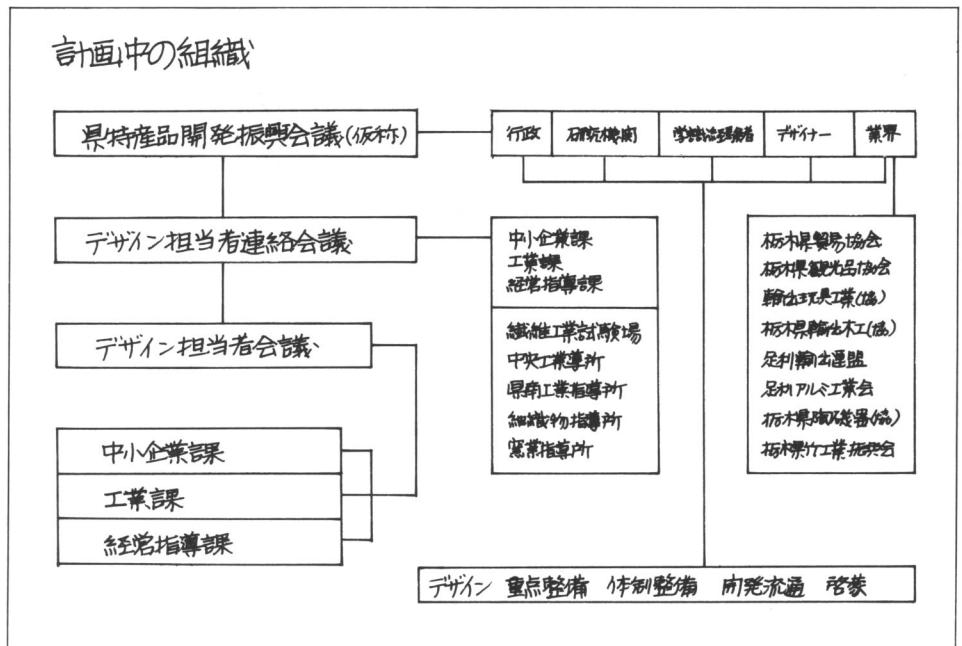 計画中の組織
県特産品開発振興会議(仮称)
行政 研究機関 学識経験者 デザイナー 業界
デザイン担当者連絡会議
中小企業課
工業課
経営指導課
繊維工業試験場
中央工業導所
県南工業指導所
組織物指導所
窯業指導所
栃木県貿易協会
栃木県観光品協会
輸出玩具工業(協)
栃木県輸出木工(協)
足利輸出連盟
足利アルミ工業会
栃木県陶磁器(協)
栃木県竹工業振興会
デザイン担当者会議
中小企業課
工業課
経営指導課
デザイン 重点整備 体制整備 開発流通 啓蒙